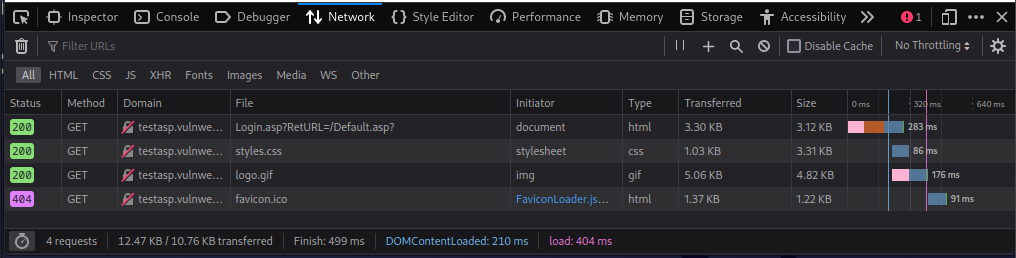 Inspector Console Debugger Network Style Editor Performance Memory Storage Accessibility 1
Filter URLs Disable Cache No Throttling
All HTML CSS JS XHR Fonts Images Media WS Other
Status Method Domain File Initiator Type Transferred Size 0 ms 320 ms 640 ms
200 GET testasp.vulnwe... Login.asp?RetURL=/Default.asp? document html 3.30 KB 3.12 KB 283 ms
200 GET testasp.vulnwe... styles.css stylesheet css 1.03 KB 3.31 KB 86 ms
200 GET testasp.vulnwe... logo.gif img gif 5.06 KB 4.82 KB 176 ms
404 GET testasp.vulnwe... favicon.ico FaviconLoader.js... html 1.37 KB 1.22 KB 91 ms
4 requests 12.47 KB / 10.76 KB transferred Finish: 499 ms DOMContentLoaded: 210 ms load: 404 ms